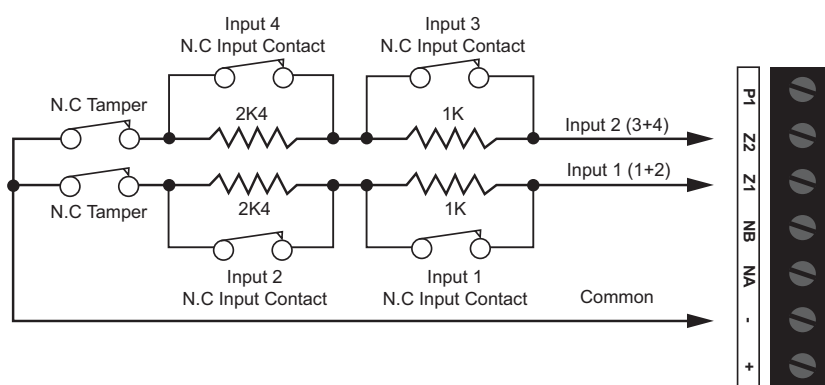 Input 4
N.C Input Contact
Input 3
N.C Input Contact
N.C Tamper
2K4
1K
Input 2 (3+4)
Input 1 (1+2)
N.C Tamper
2K4
1K
Input 2
N.C Input Contact
Input 1
N.C Input Contact
Common
P1
Z2
Z1
NB
NA
-
+